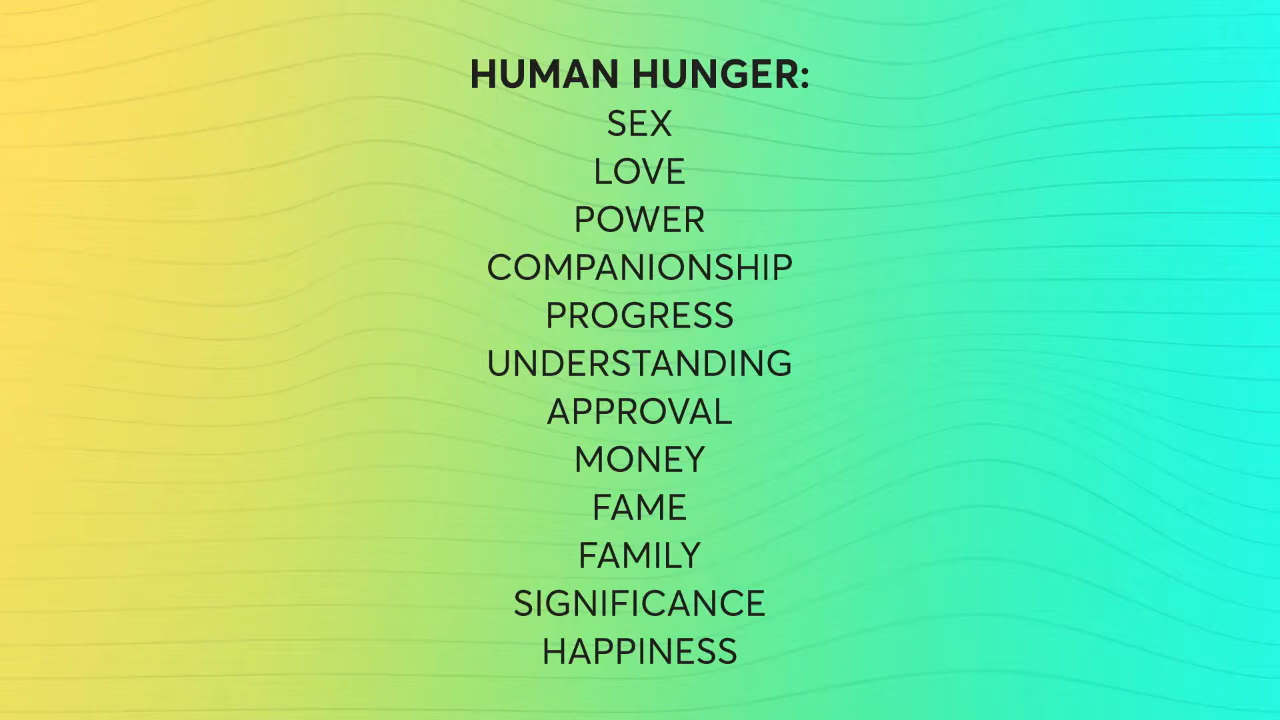 HUMAN HUNGER:
SEX
LOVE
POWER
COMPANIONSHIP
PROGRESS
UNDERSTANDING
APPROVAL
MONEY
FAME
FAMILY
SIGNIFICANCE
HAPPINESS